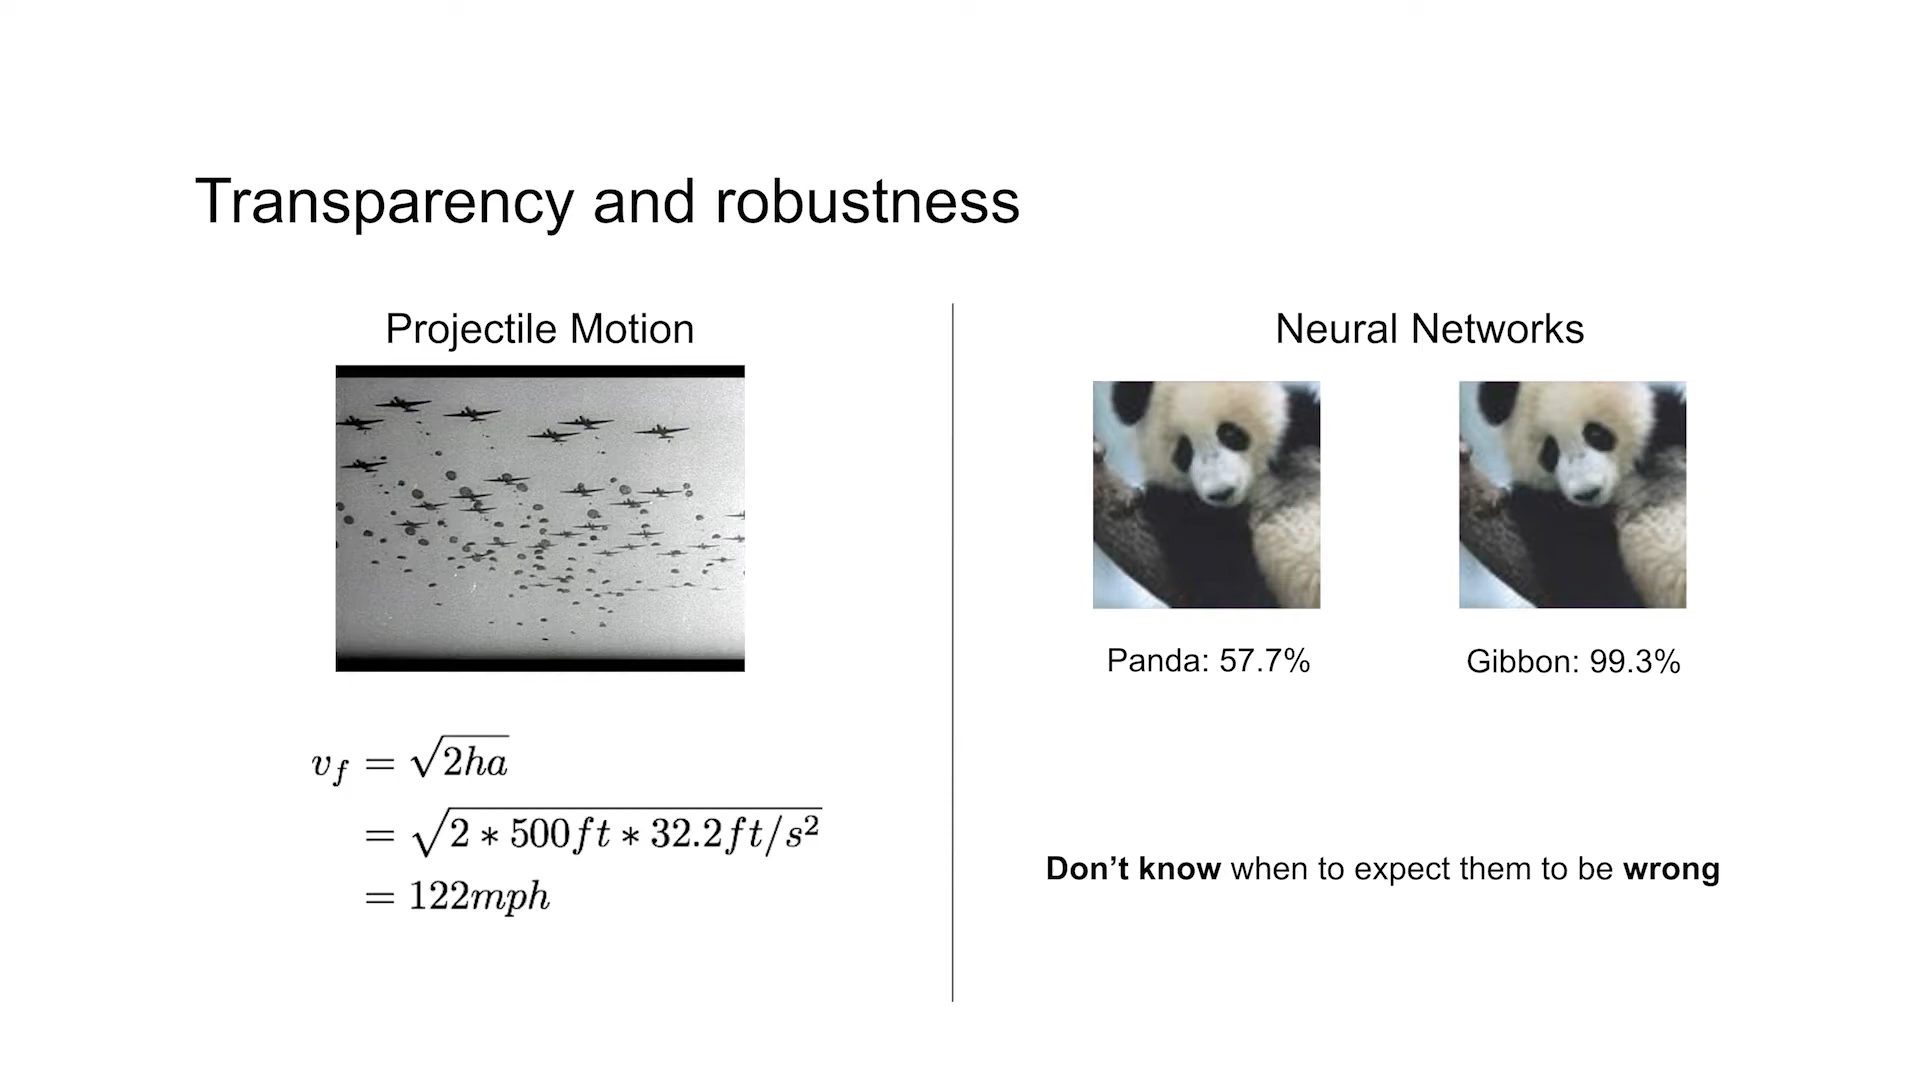 Transparency and robustness
Projectile Motion
v_f = √2ha
= √2 * 500ft * 32.2ft/s²
= 122mph
Neural Networks
Panda: 57.7%
Gibbon: 99.3%
Don’t know when to expect them to be wrong